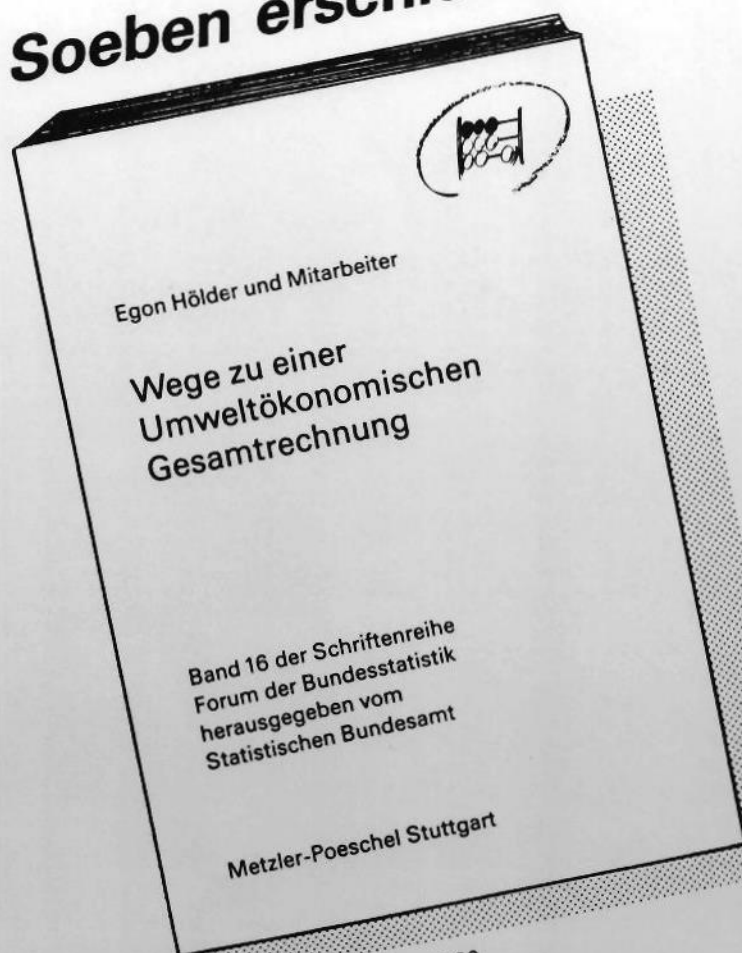 Soeben
Egon Hölder und Mitarbeiter
Wege zu einer
Umweltökonomischen
Gesamtrechnung
Band 16 der Schriftenreihe
Forum der Bundesstatistik
herausgegeben vom
Statistischen Bundesamt
Metzler-Poeschel Stuttgart